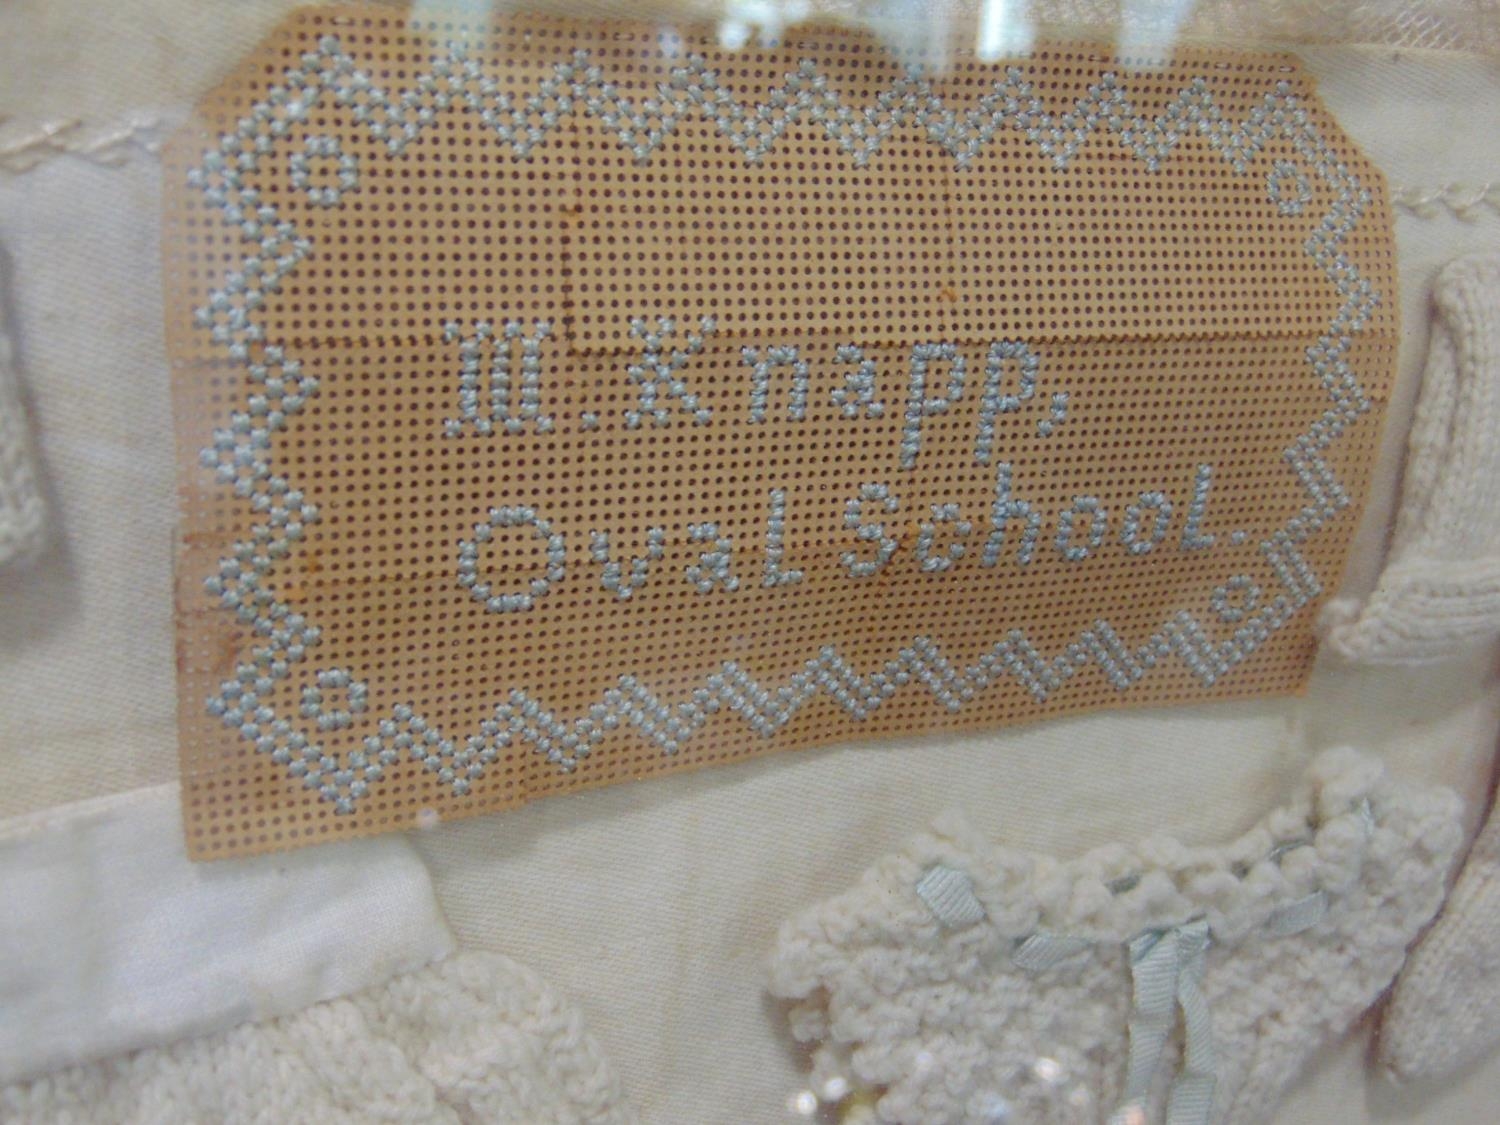 W. Knapp,
Oval School.